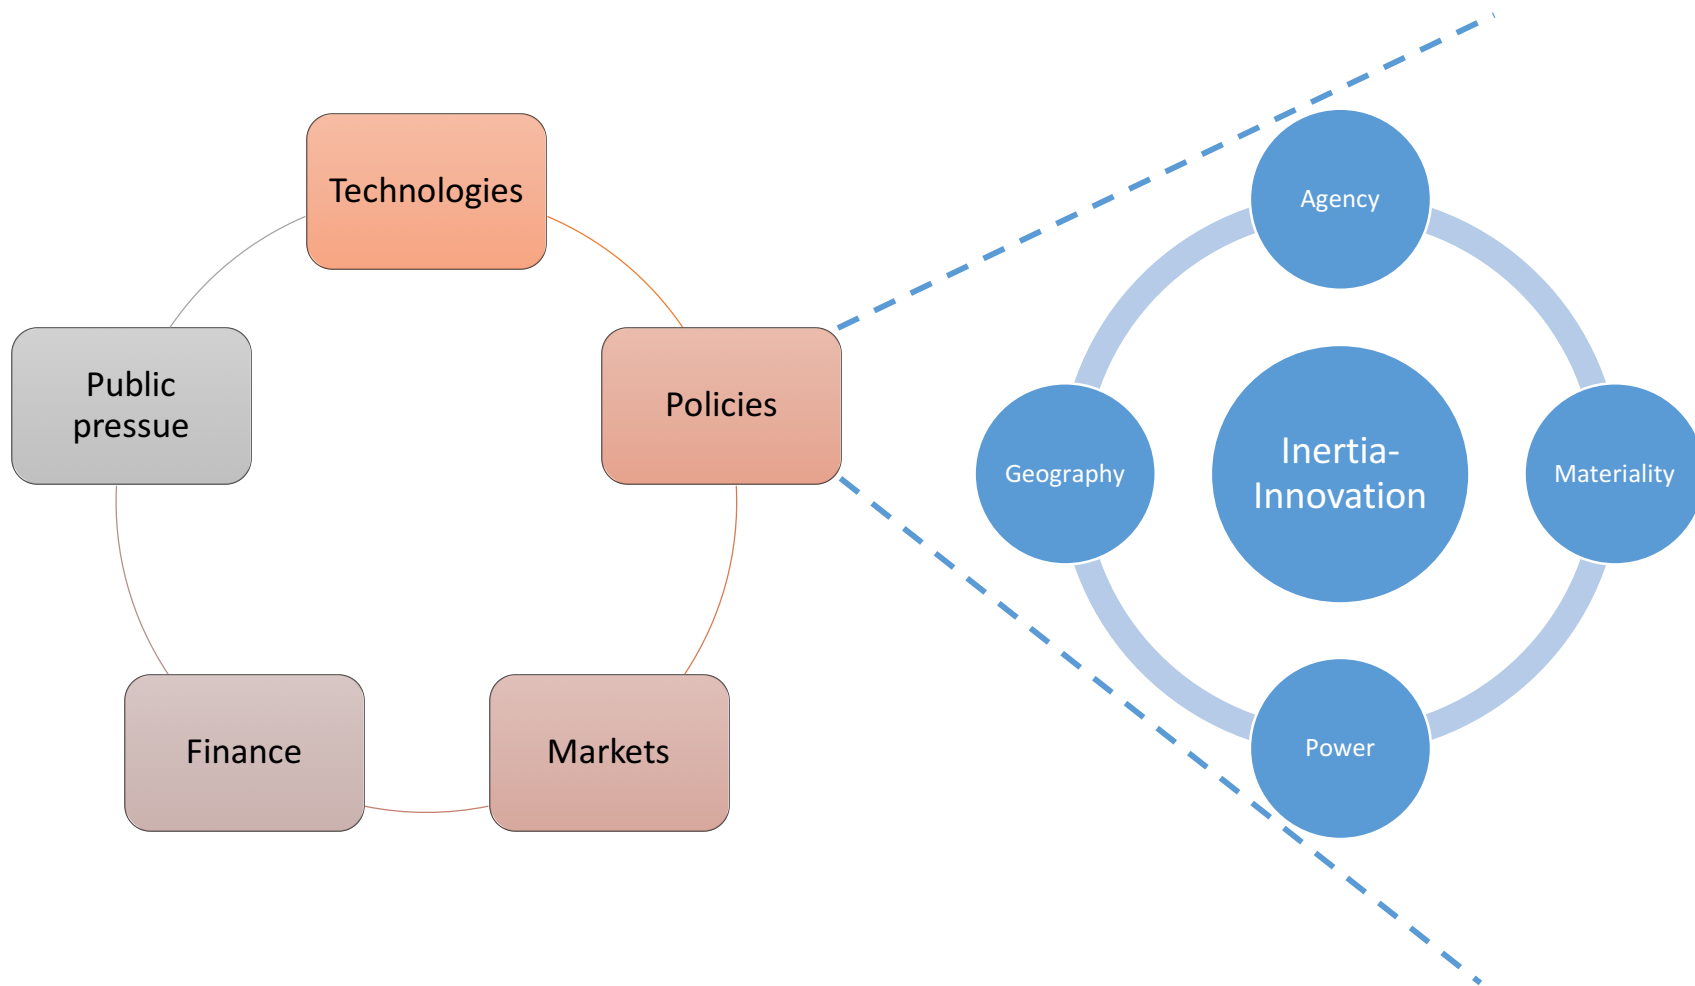 Technologies
Public
pressue
Policies
Finance
Markets
Agency
Geography
Inertia-
Innovation
Materiality
Power